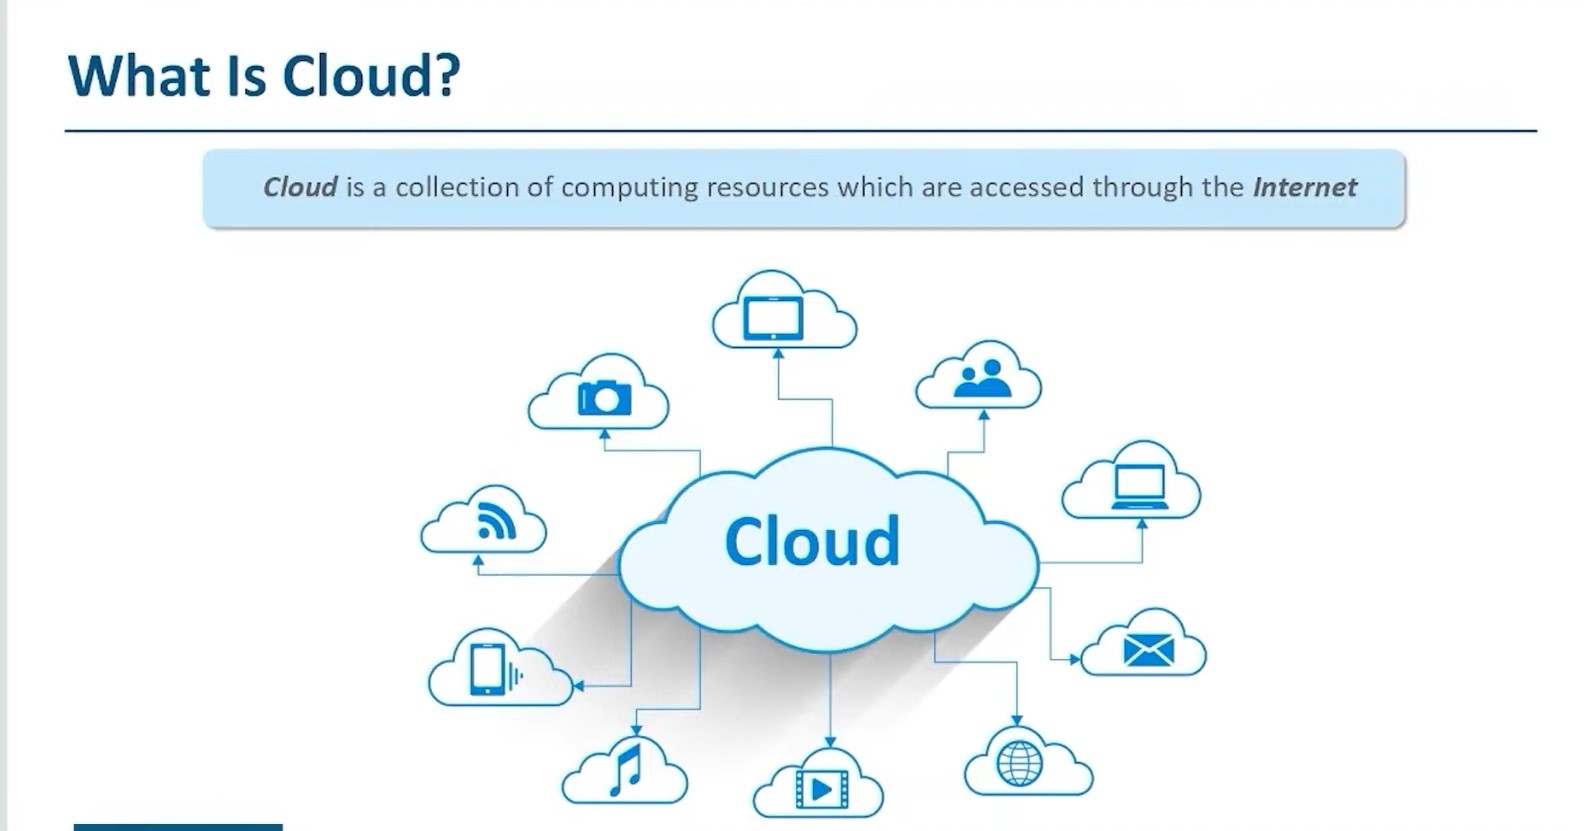 What Is Cloud?
Cloud is a collection of computing resources which are accessed through the Internet
Cloud